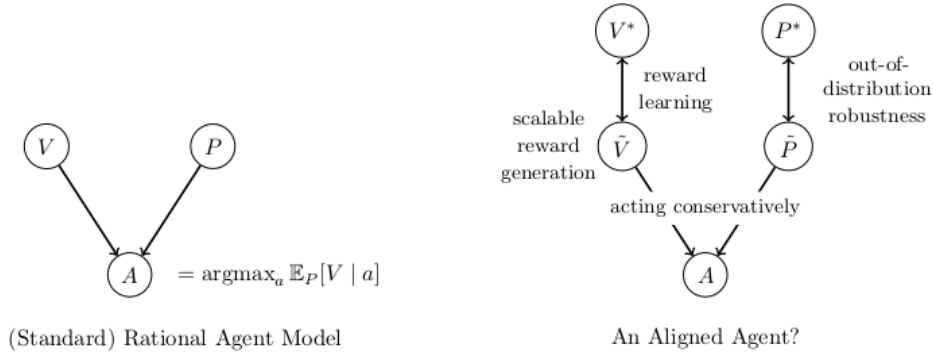 V
P
A
= argmaxₐ 𝔼_P[V | a]
(Standard) Rational Agent Model
V*
P*
reward
learning
out-of-
distribution
robustness
scalable
reward
generation
Ṽ
P̃
acting conservatively
A
An Aligned Agent?